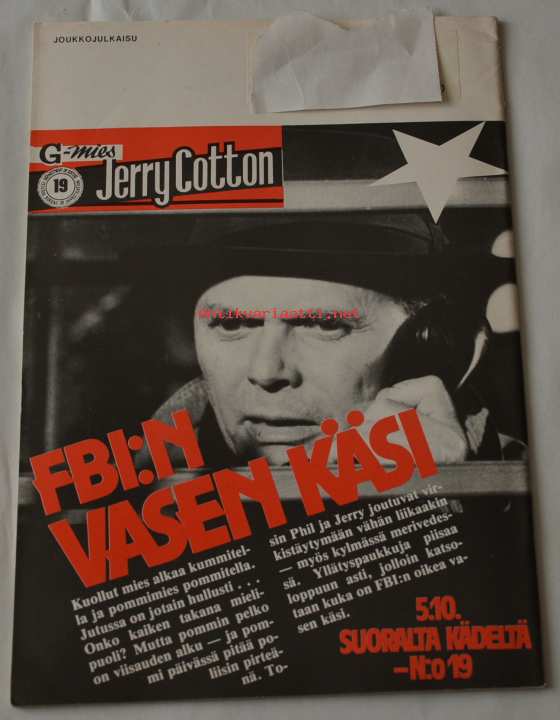 JOUKKOJULKAISU
G-mies
19
Jerry Cotton
antikvariaatti.net
FBI:N
VASEN KÄSI
Kuollut mies alkaa kummitel-
la ja pommimies pommitella.
Jutussa on jotain hullusti . . .
Onko kaiken takana mieli-
puoli? Mutta pommin pelko
on viisauden alku — ja pom-
mi päivässä pitää po-
liisin pirteä-
nä. To-
sin Phil ja Jerry joutuvat vir-
kistäytymään vähän liikaakin
— myös kylmässä merivedes-
sä. Yllätyspaukkuja piisaa
loppuun asti, jolloin katso-
taan kuka on FBI:n oikea va-
sen käsi.
5.10.
SUORALTA KÄDELTÄ
—N:o 19